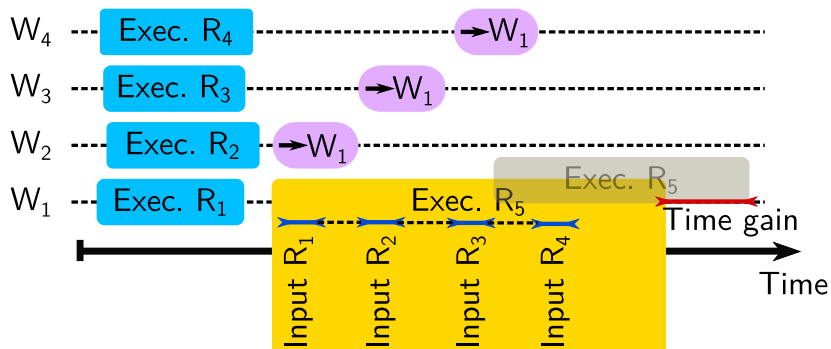 W₄ Exec. R₄ → W₁
W₃ Exec. R₃ → W₁
W₂ Exec. R₂ → W₁
Exec. R₅
W₁ Exec. R₁ Exec. R₅
Time gain
Input R₁ Input R₂ Input R₃ Input R₄
Time